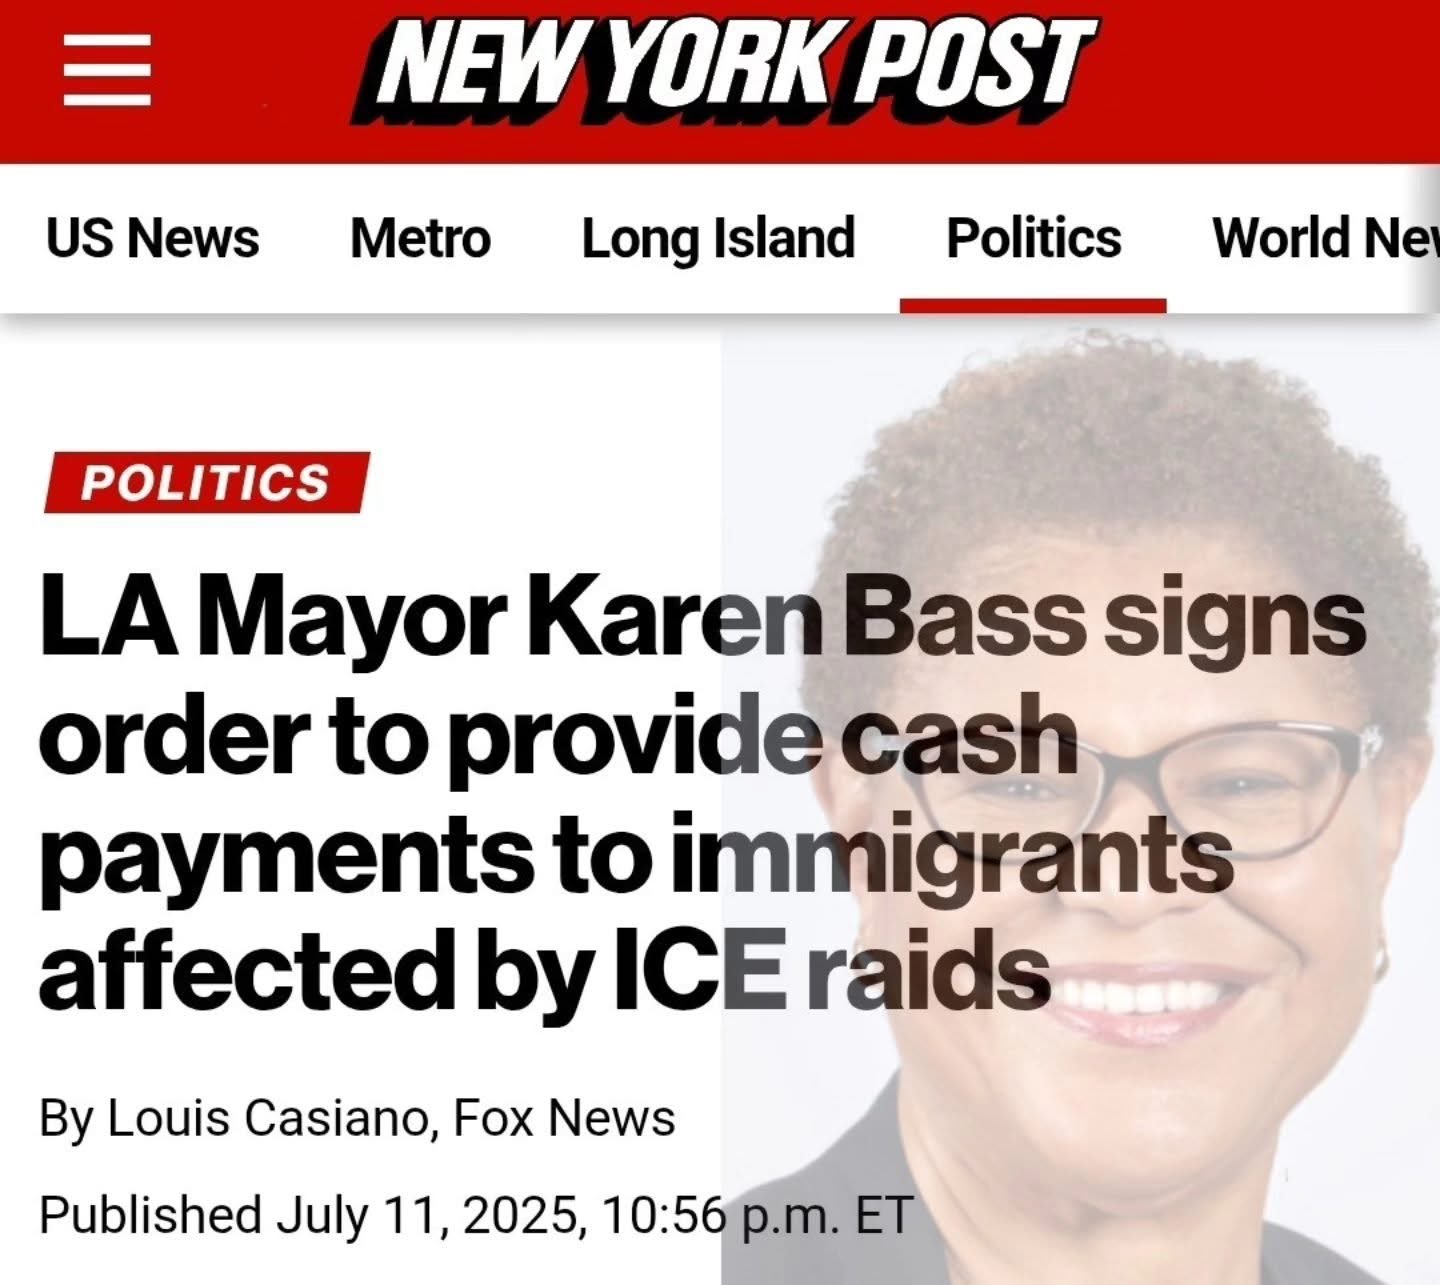 NEW YORK POST
US News Metro Long Island Politics World Ne
POLITICS
LA Mayor Karen Bass signs
order to provide cash
payments to immigrants
affected by ICE raids
By Louis Casiano, Fox News
Published July 11, 2025, 10:56 p.m. ET